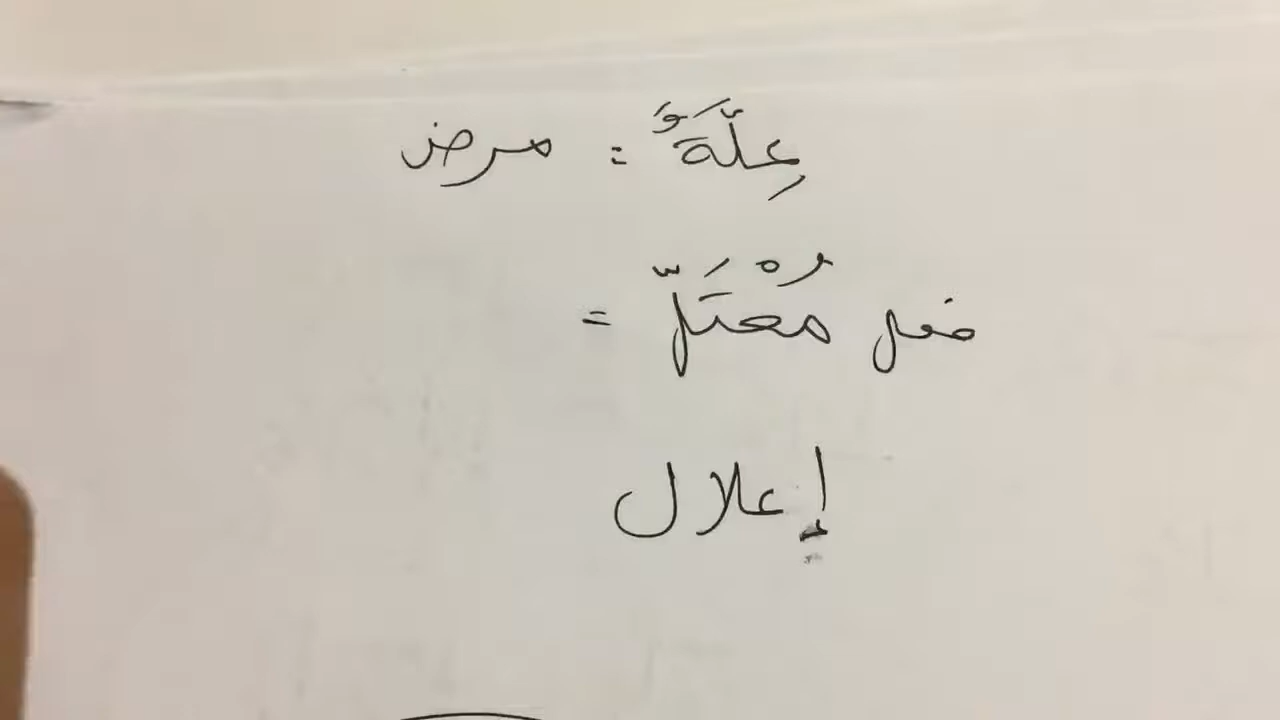 عِلَّةٌ = مرض
فعل مُعْتَلّ =
إعلال